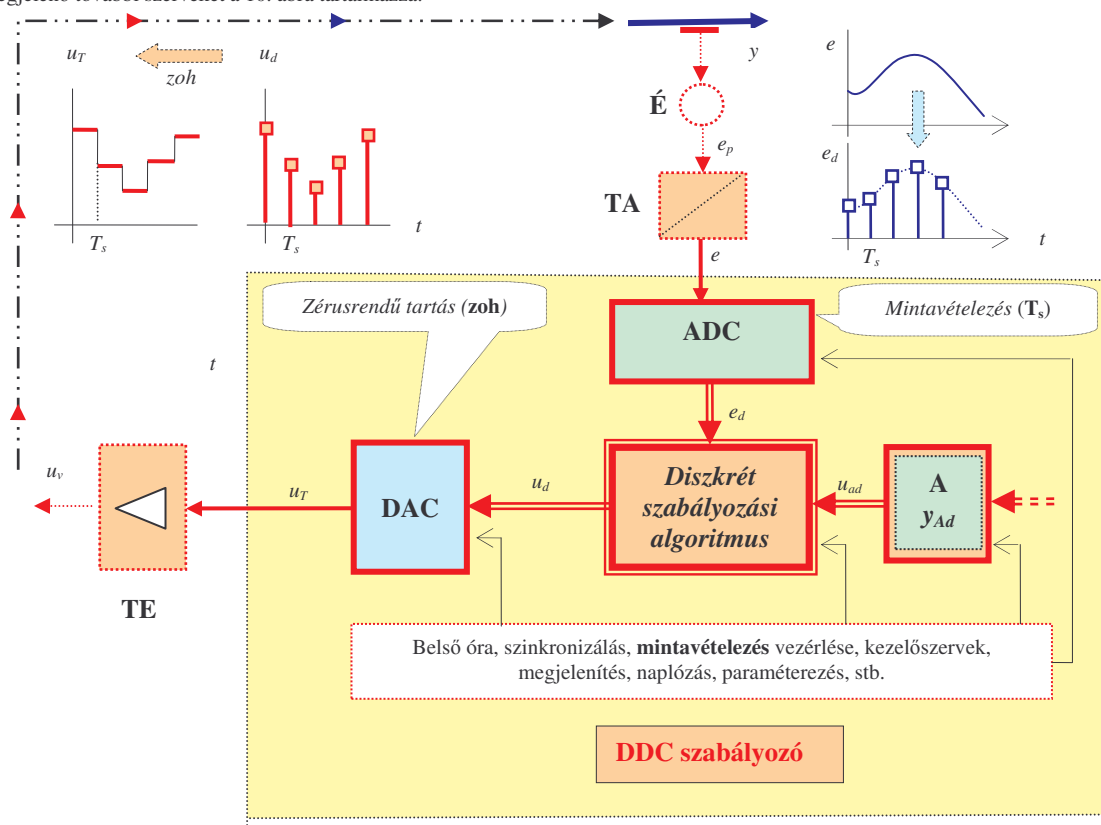 u_T
u_d
y
e
zoh
É
e_p
e_d
TA
T_s
T_s
t
e
T_s
t
Zérusrendű tartás (zoh)
Mintavételezés (T_s)
ADC
t
e_d
u_v
u_T
DAC
u_d
Diszkrét
szabályozási
algoritmus
u_ad
A
y_Ad
TE
Belső óra, szinkronizálás, mintavételezés vezérlése, kezelőszervek,
megjelenítés, naplózás, paraméterezés, stb.
DDC szabályozó